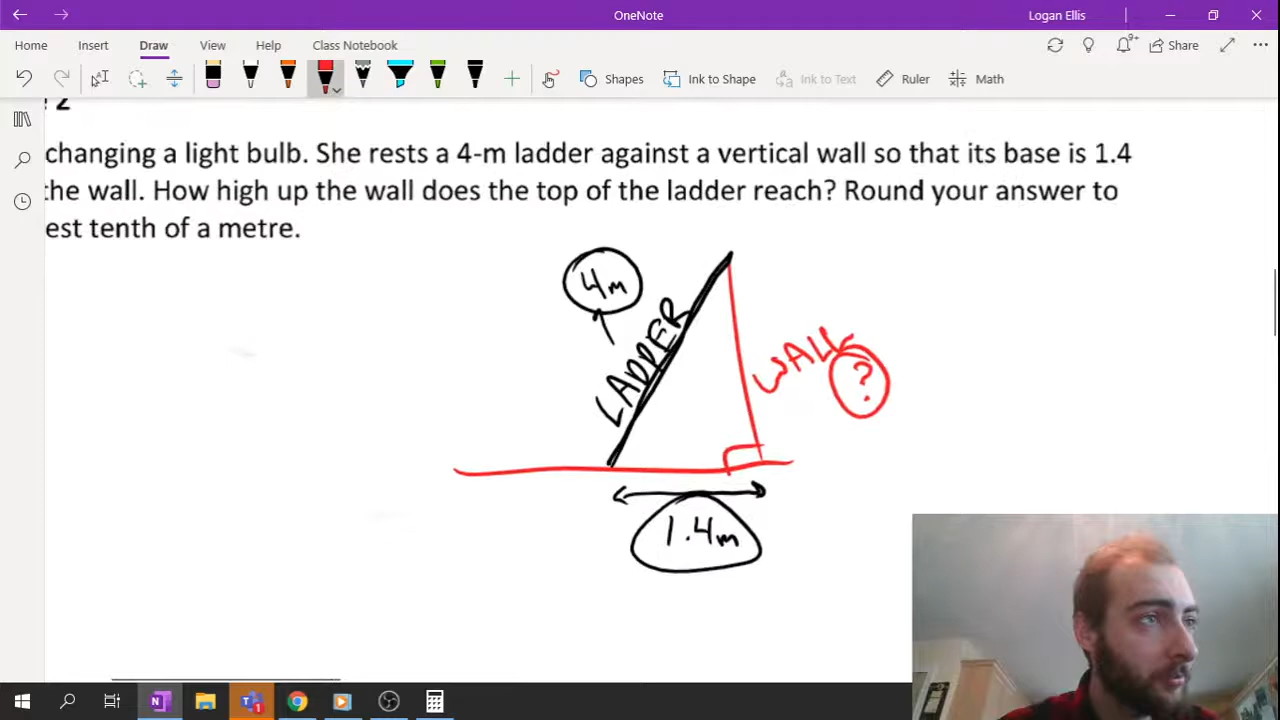 OneNote
Logan Ellis
Home Insert Draw View Help Class Notebook
9+ Share
Shapes Ink to Shape Ink to Text Ruler Math
2
changing a light bulb. She rests a 4-m ladder against a vertical wall so that its base is 1.4
the wall. How high up the wall does the top of the ladder reach? Round your answer to
est tenth of a metre.
4m
LADDER
WALL
?
1.4m
N
1